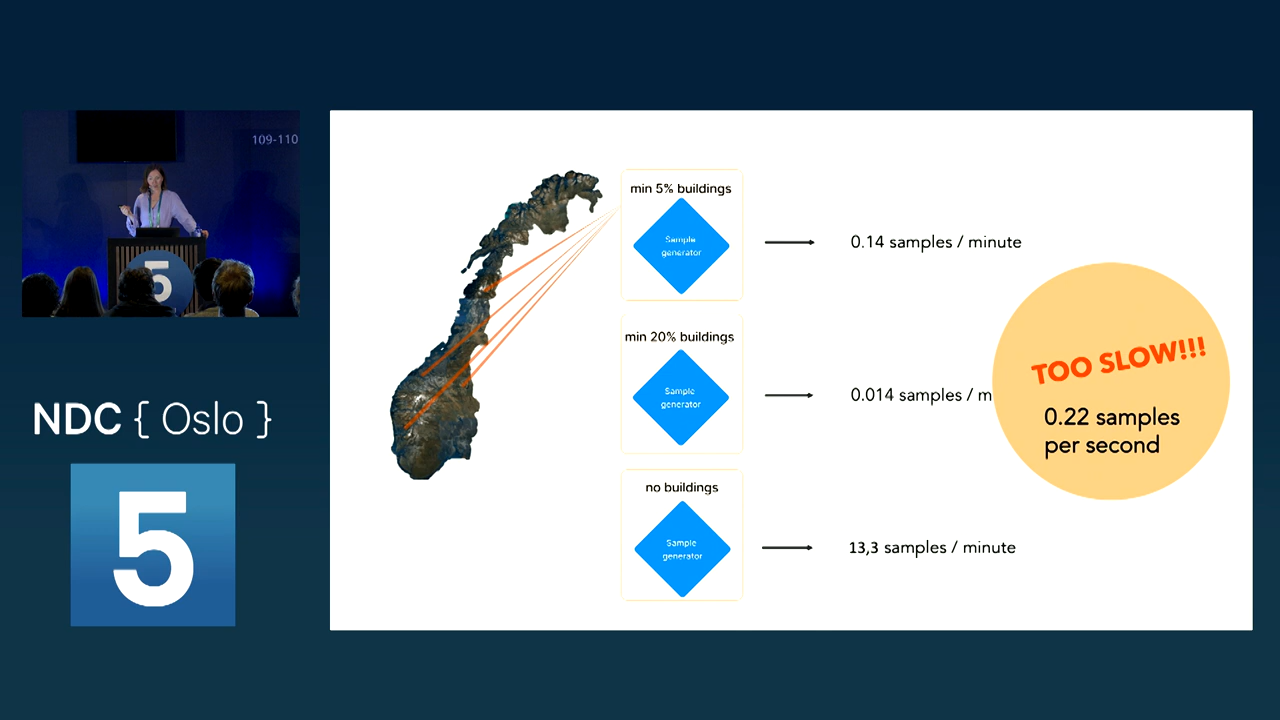 109-110
5
NDC { Oslo }
5
min 5% buildings
Sample
generator
0.14 samples / minute
min 20% buildings
Sample
generator
0.014 samples / m
TOO SLOW!!!
0.22 samples
per second
no buildings
Sample
generator
13,3 samples / minute